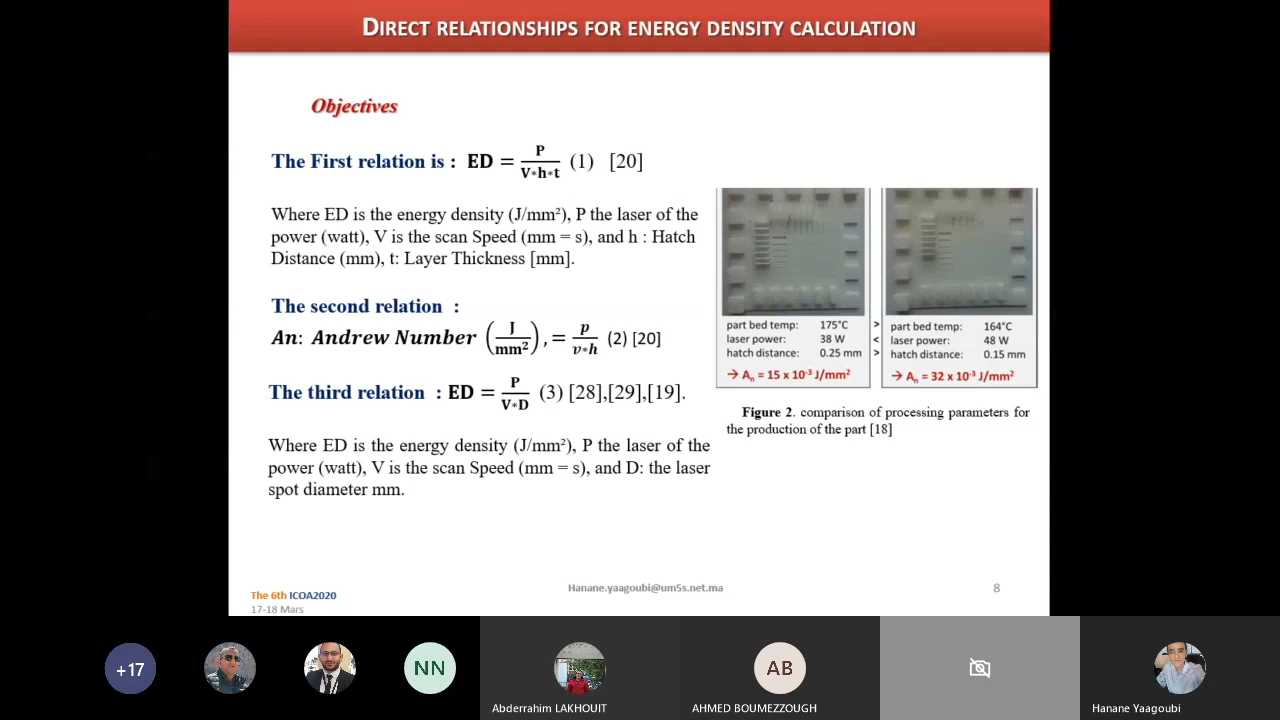 DIRECT RELATIONSHIPS FOR ENERGY DENSITY CALCULATION
Objectives
The First relation is : ED = P / V*h*t (1) [20]
Where ED is the energy density (J/mm²), P the laser of the
power (watt), V is the scan Speed (mm = s), and h : Hatch
Distance (mm), t: Layer Thickness [mm].
The second relation :
An: Andrew Number (J/mm²), = p / v*h (2) [20]
The third relation : ED = P / V*D (3) [28],[29],[19].
Where ED is the energy density (J/mm²), P the laser of the
power (watt), V is the scan Speed (mm = s), and D: the laser
spot diameter mm.
part bed temp: 175°C > part bed temp: 164°C
laser power: 38 W < laser power: 48 W
hatch distance: 0.25 mm > hatch distance: 0.15 mm
→ Aₙ = 15 x 10⁻³ J/mm² → Aₙ = 32 x 10⁻³ J/mm²
Figure 2. comparison of processing parameters for
the production of the part [18]
The 6th ICOA2020
17-18 Mars
Hanane.yaagoubi@um5s.net.ma
8
+17
NN
Abderrahim LAKHOUIT
AB
AHMED BOUMEZZOUGH
Hanane Yaagoubi